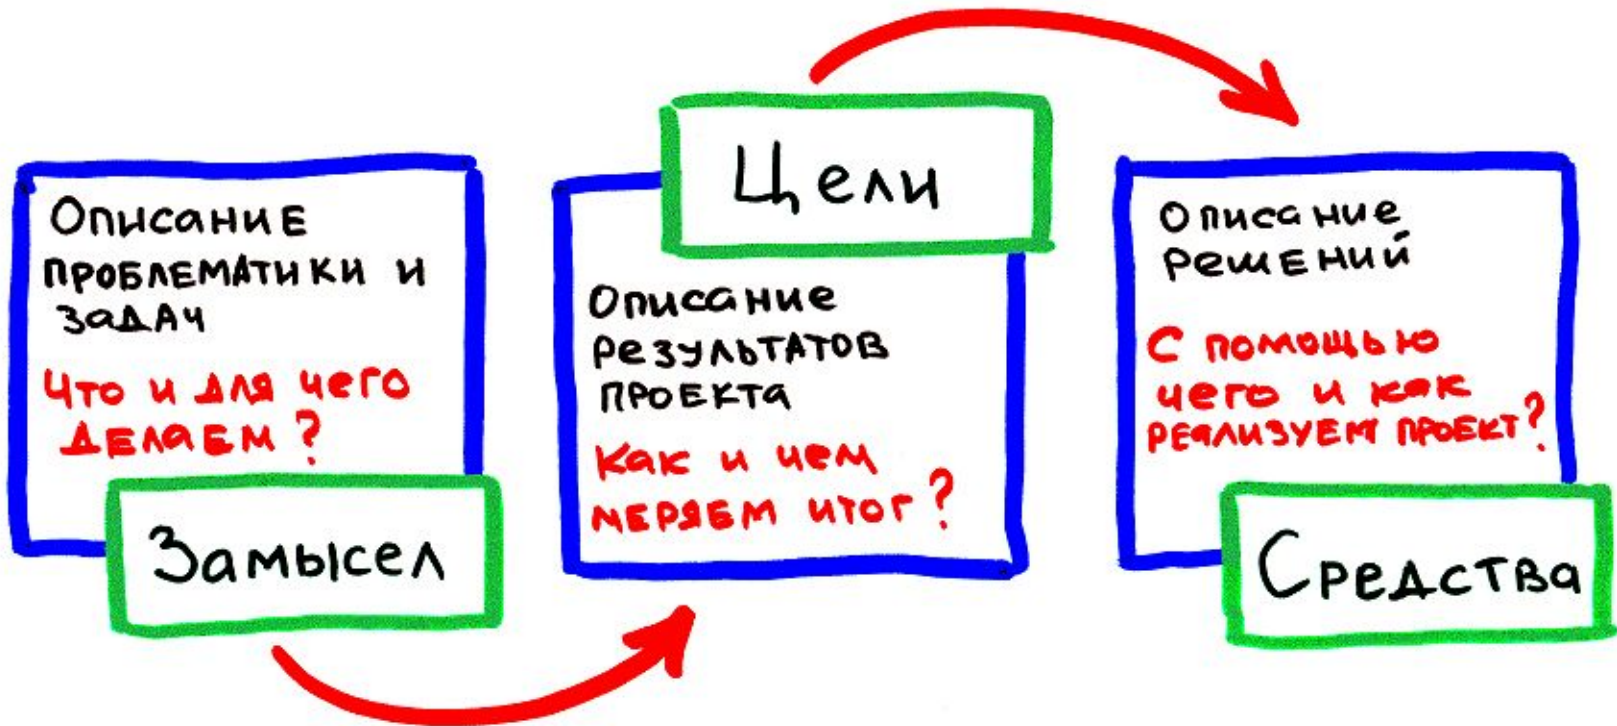 Описание
проблематики и
задач
Что и для чего
делаем?
Замысел
Цели
Описание
результатов
проекта
Как и чем
меряем итог?
Описание
решений
С помощью
чего и как
реализуем проект?
Средства